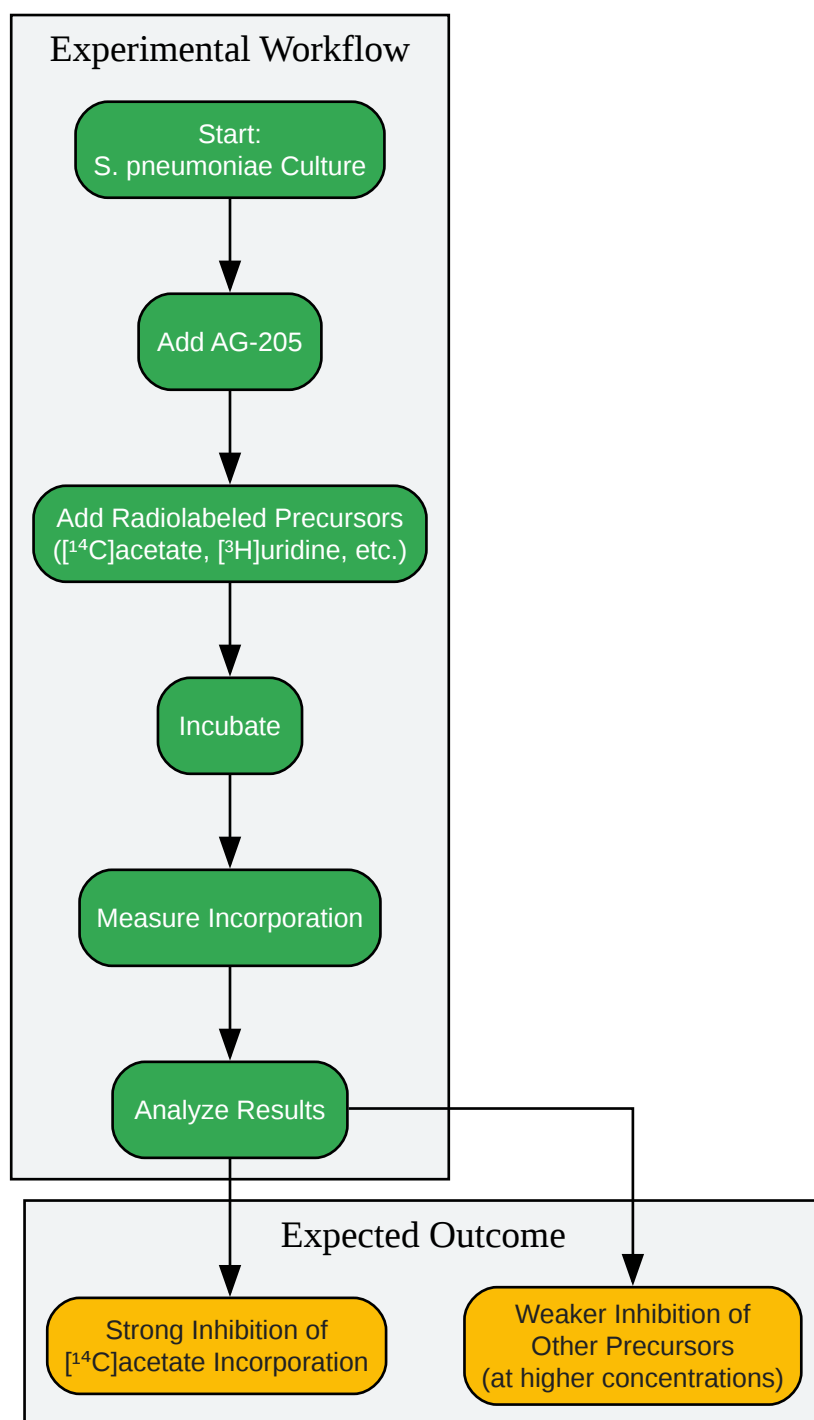 Experimental Workflow
Start:
S. pneumoniae Culture
Add AG-205
Add Radiolabeled Precursors
([¹⁴C]acetate, [³H]uridine, etc.)
Incubate
Measure Incorporation
Analyze Results
Expected Outcome
Strong Inhibition of
[¹⁴C]acetate Incorporation
Weaker Inhibition of
Other Precursors
(at higher concentrations)